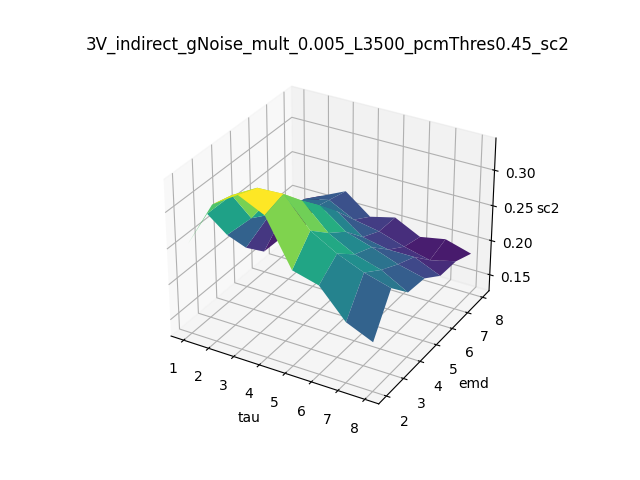 3V_indirect_gNoise_mult_0.005_L3500_pcmThres0.45_sc2
0.30
0.25 sc2
0.20
0.15
1 2 3 4 5 6 7 8
tau
2 3 4 5 6 7 8
emd